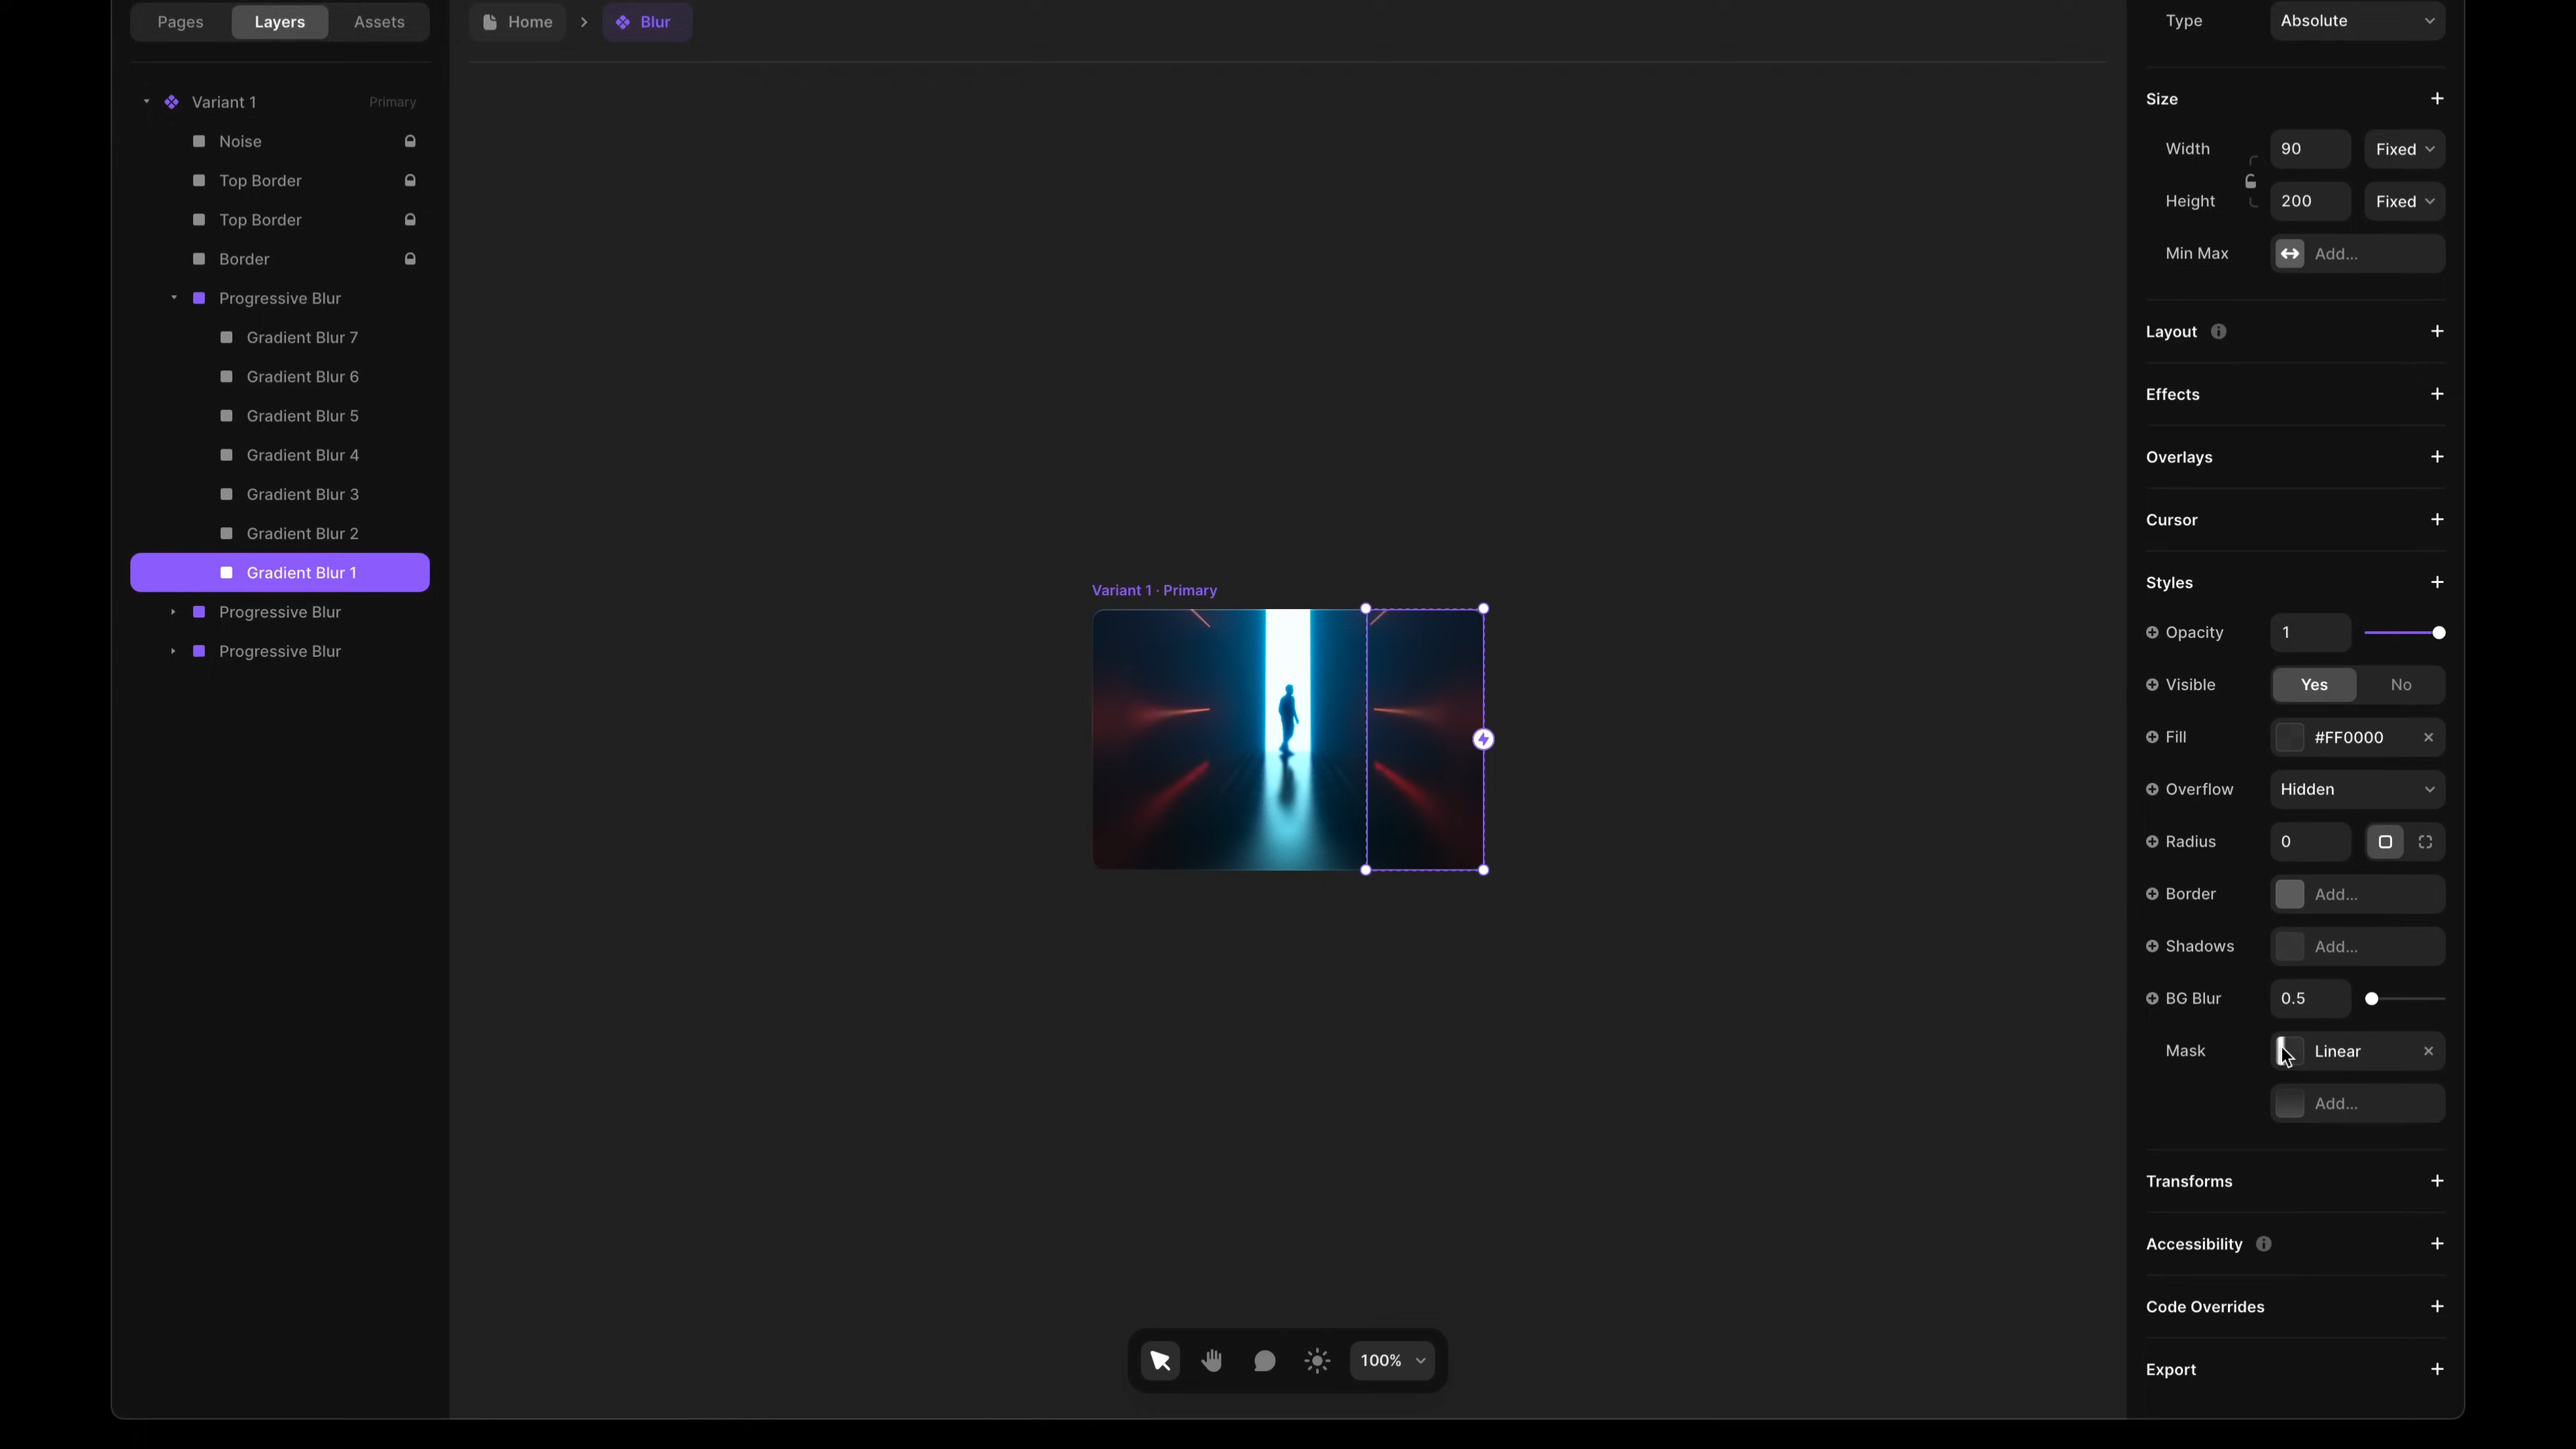 Pages
Layers
Assets
Variant 1
Primary
Noise
Top Border
Top Border
Border
Progressive Blur
Gradient Blur 7
Gradient Blur 6
Gradient Blur 5
Gradient Blur 4
Gradient Blur 3
Gradient Blur 2
Gradient Blur 1
Progressive Blur
Progressive Blur
Home
Blur
Variant 1 · Primary
100%
Type Absolute
Size
Width 90 Fixed
Height 200 Fixed
Min Max Add...
Layout
Effects
Overlays
Cursor
Styles
Opacity 1
Visible Yes No
Fill #FF0000
Overflow Hidden
Radius 0
Border Add...
Shadows Add...
BG Blur 0.5
Mask Linear
Add...
Transforms
Accessibility
Code Overrides
Export